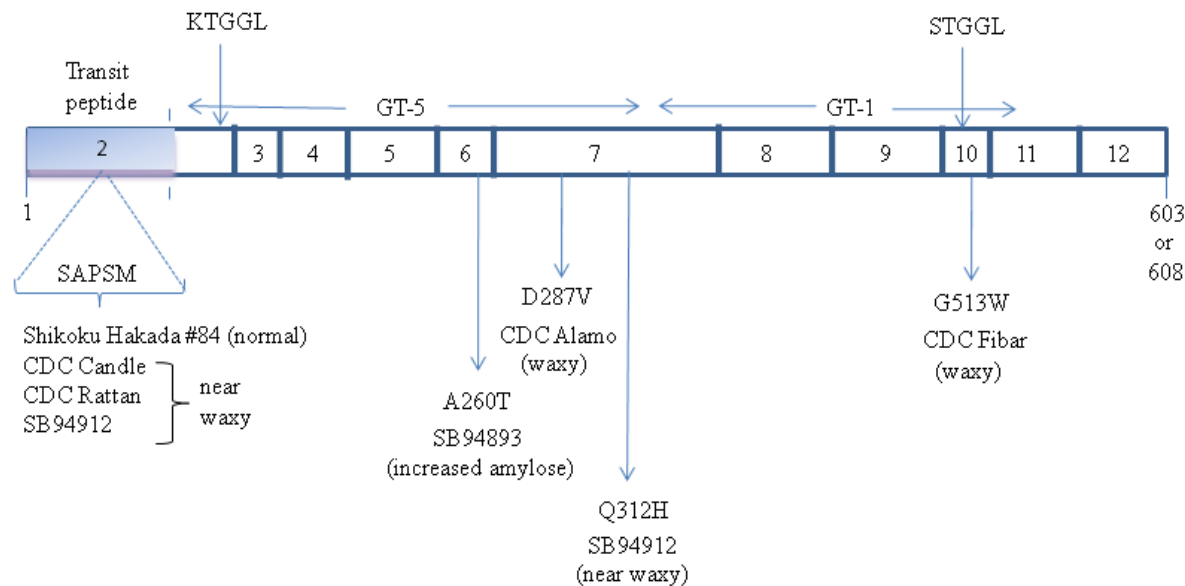 KTGGL
STGGL
Transit
peptide
GT-5
GT-1
2
3
4
5
6
7
8
9
10
11
12
1
603
or
608
SAPSM
Shikoku Hakada #84 (normal)
CDC Candle
CDC Rattan
SB94912
near
waxy
A260T
SB94893
(increased amylose)
D287V
CDC Alamo
(waxy)
Q312H
SB94912
(near waxy)
G513W
CDC Fibar
(waxy)